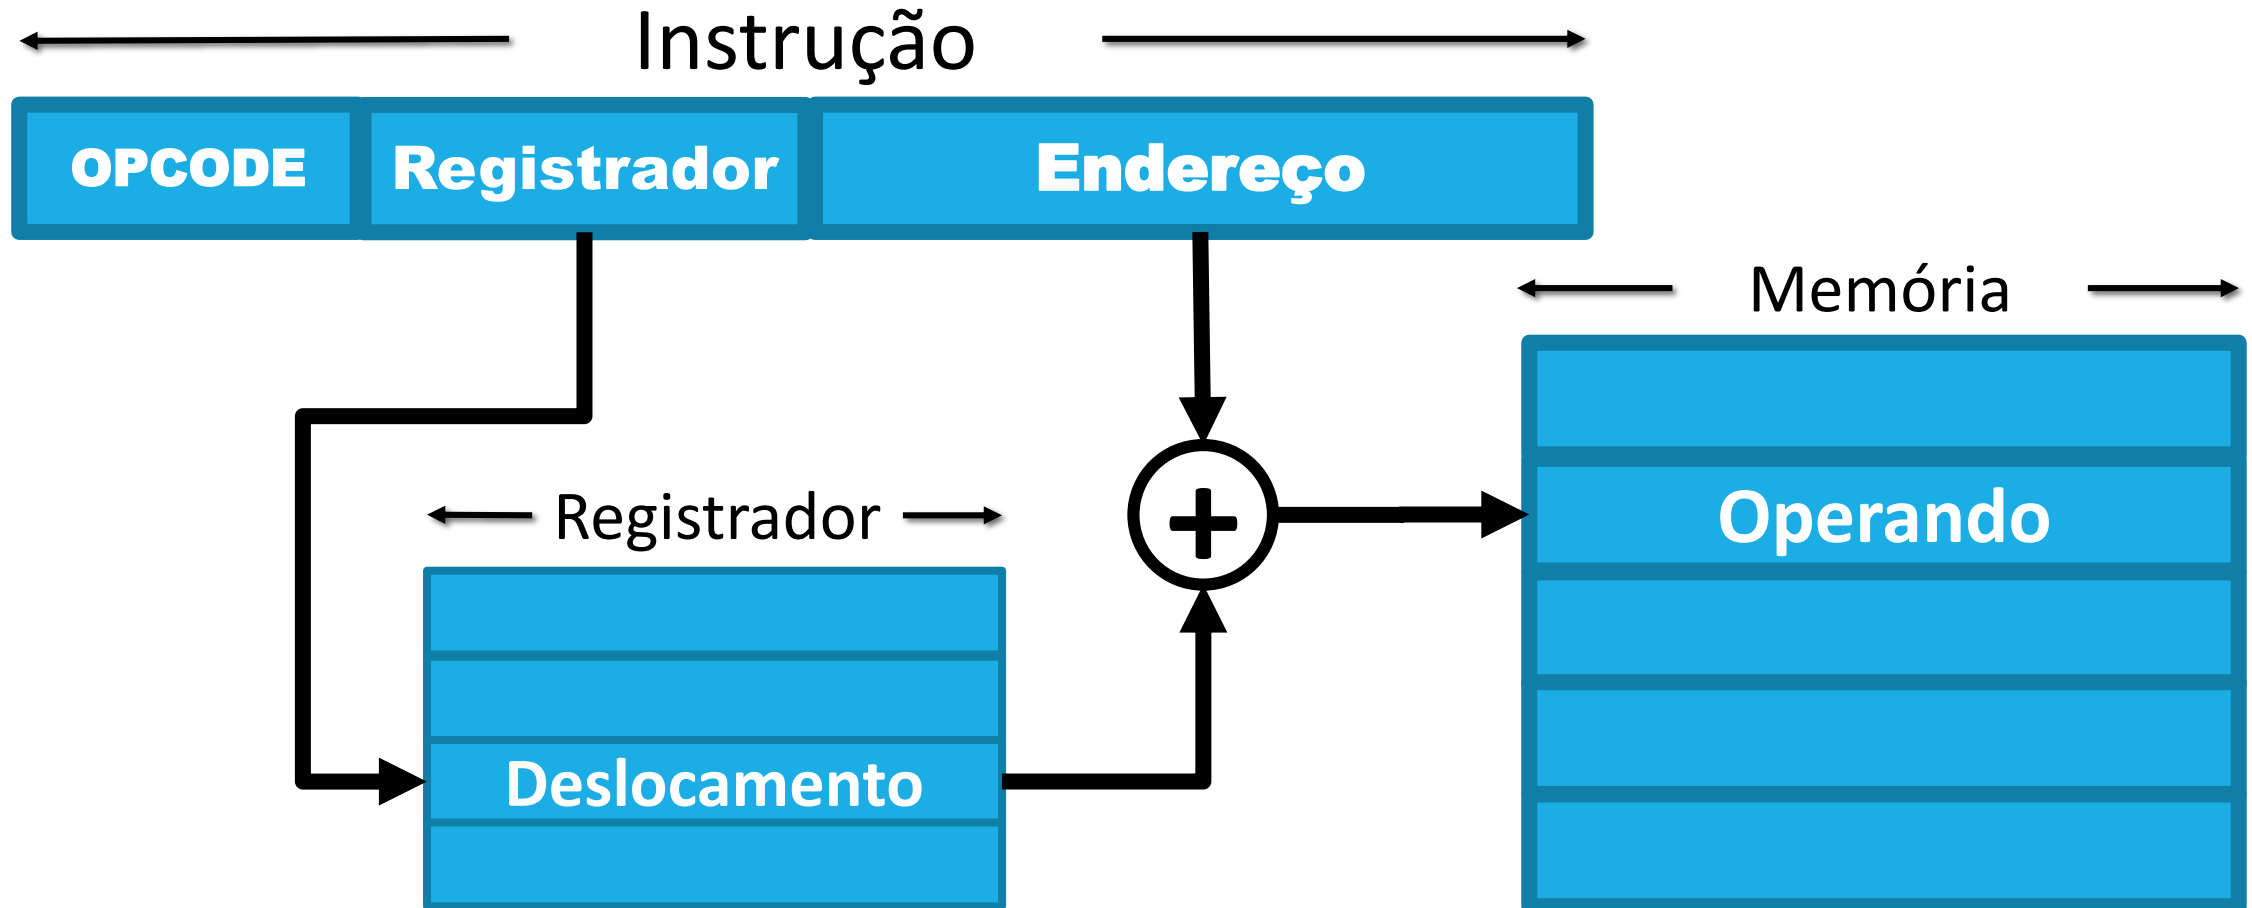 Instrução
OPCODE
Registrador
Endereço
Memória
Registrador
+
Operando
Deslocamento